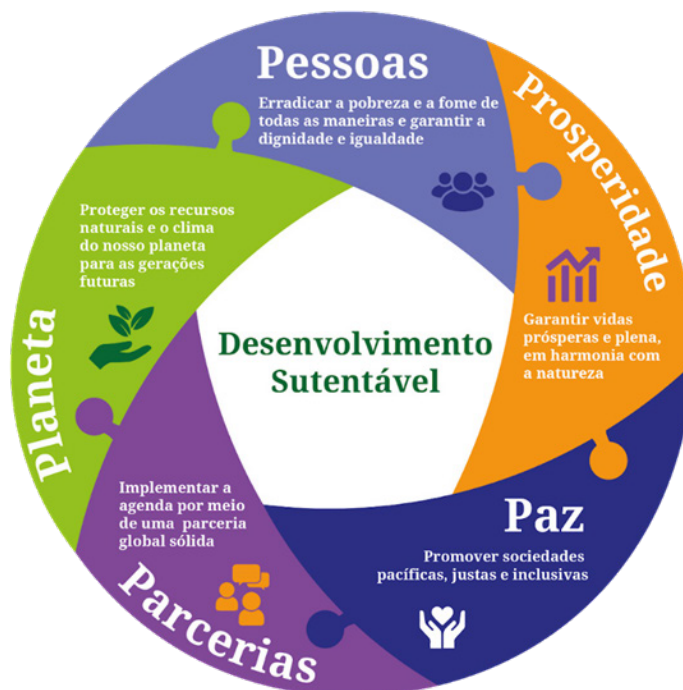 Pessoas
Erradicar a pobreza e a fome de
todas as maneiras e garantir a
dignidade e igualdade
Prosperidade
Garantir vidas
prósperas e plena,
em harmonia com
a natureza
Paz
Promover sociedades
pacíficas, justas e inclusivas
Parcerias
Implementar a
agenda por meio
de uma parceria
global sólida
Planeta
Proteger os recursos
naturais e o clima
do nosso planeta
para as gerações
futuras
Desenvolvimento
Sutentável